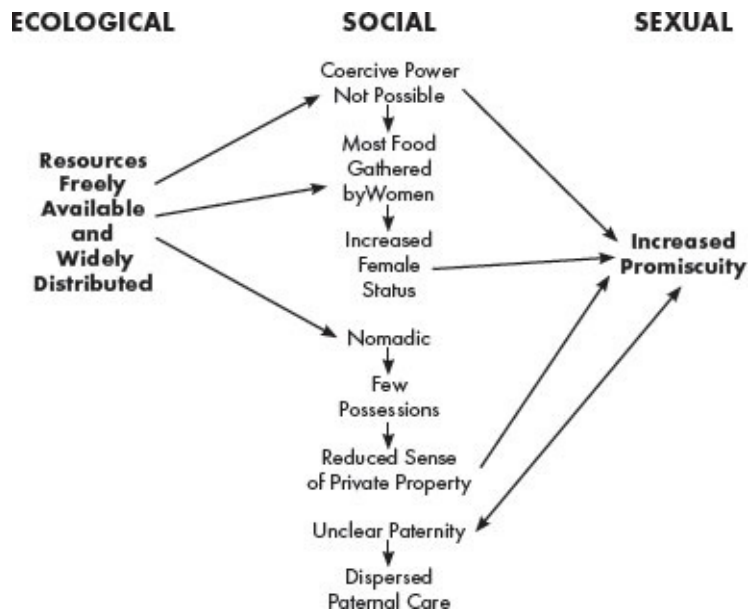 ECOLOGICAL
SOCIAL
SEXUAL
Coercive Power
Not Possible
Most Food
Gathered
byWomen
Increased
Female
Status
Resources
Freely
Available
and
Widely
Distributed
Increased
Promiscuity
Nomadic
Few
Possessions
Reduced Sense
of Private Property
Unclear Paternity
Dispersed
Paternal Care